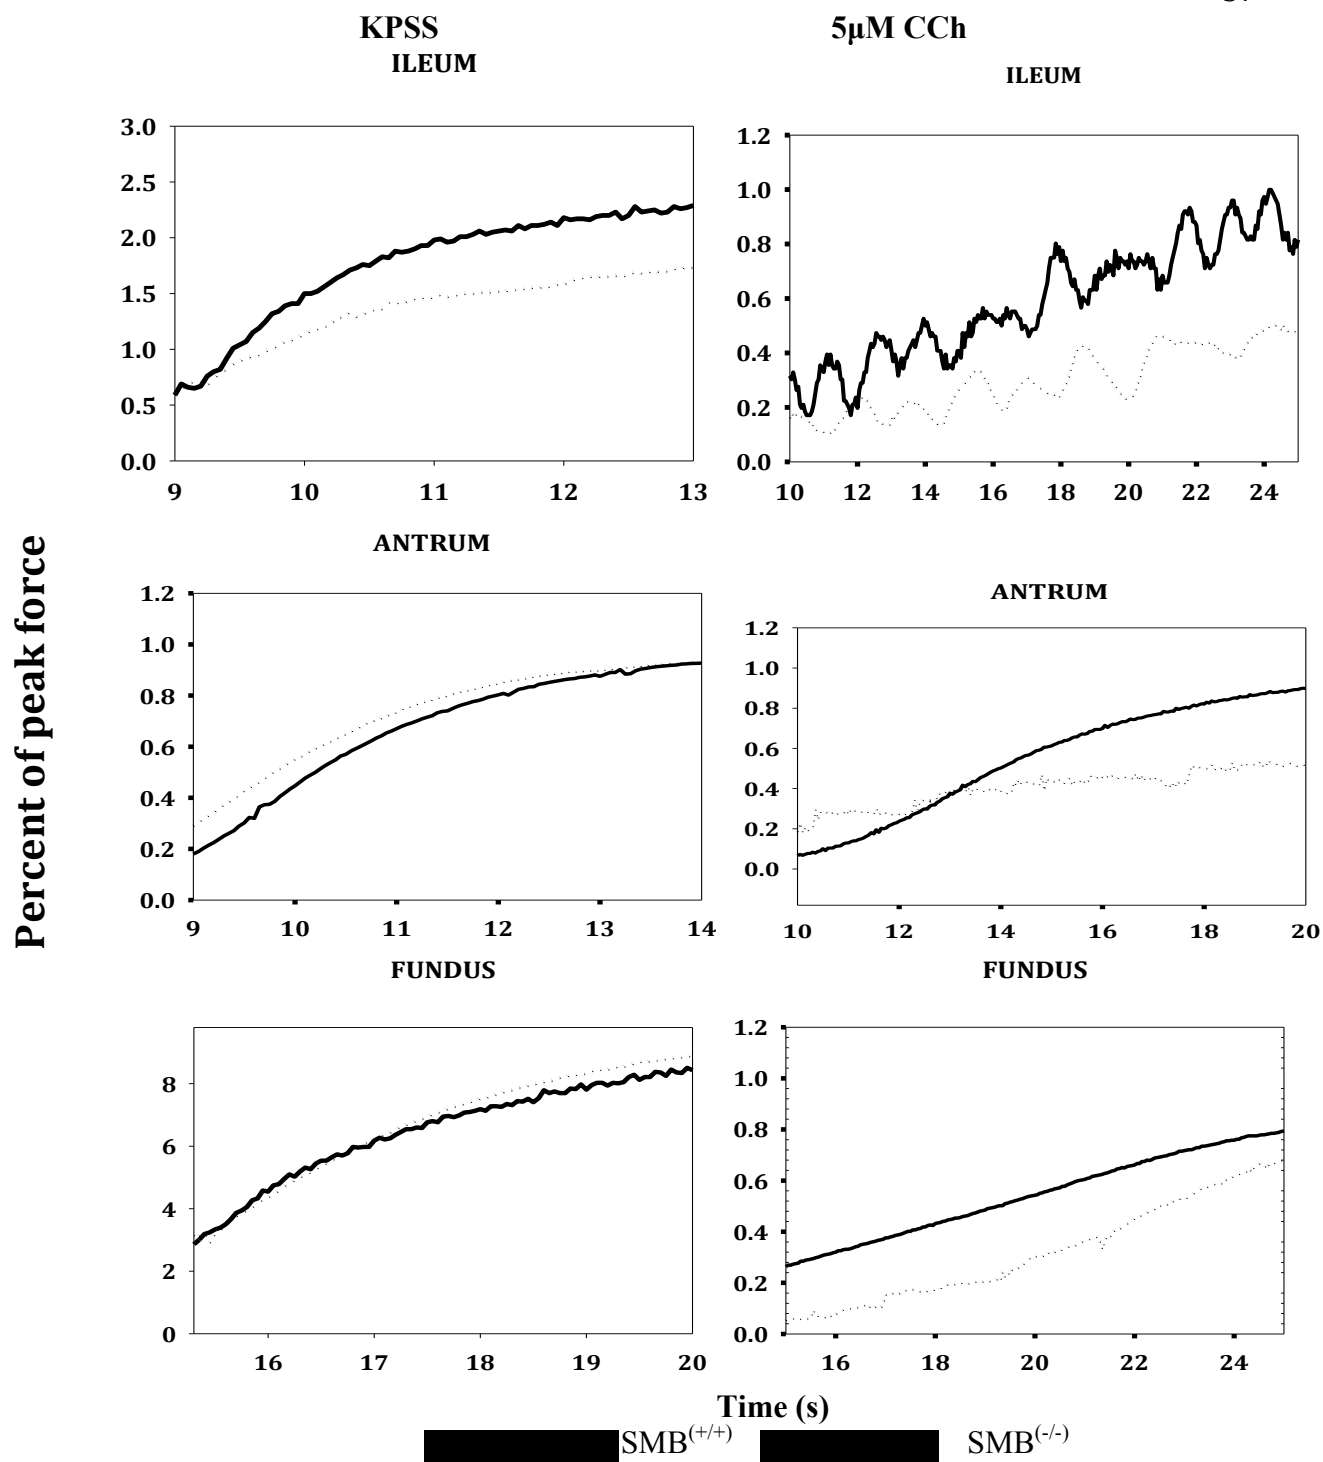 KPSS 5μM CCh
ILEUM ILEUM
3.0
2.5
2.0
1.5
1.0
0.5
0.0
9 10 11 12 13
1.2
1.0
0.8
0.6
0.4
0.2
0.0
10 12 14 16 18 20 22 24
Percent of peak force
ANTRUM
1.2
1.0
0.8
0.6
0.4
0.2
0.0
9 10 11 12 13 14
ANTRUM
1.2
1.0
0.8
0.6
0.4
0.2
0.0
10 12 14 16 18 20
FUNDUS
8
6
4
2
0
16 17 18 19 20
FUNDUS
1.2
1.0
0.8
0.6
0.4
0.2
0.0
16 18 20 22 24
Time (s)
SMB(+/+) SMB(-/-)